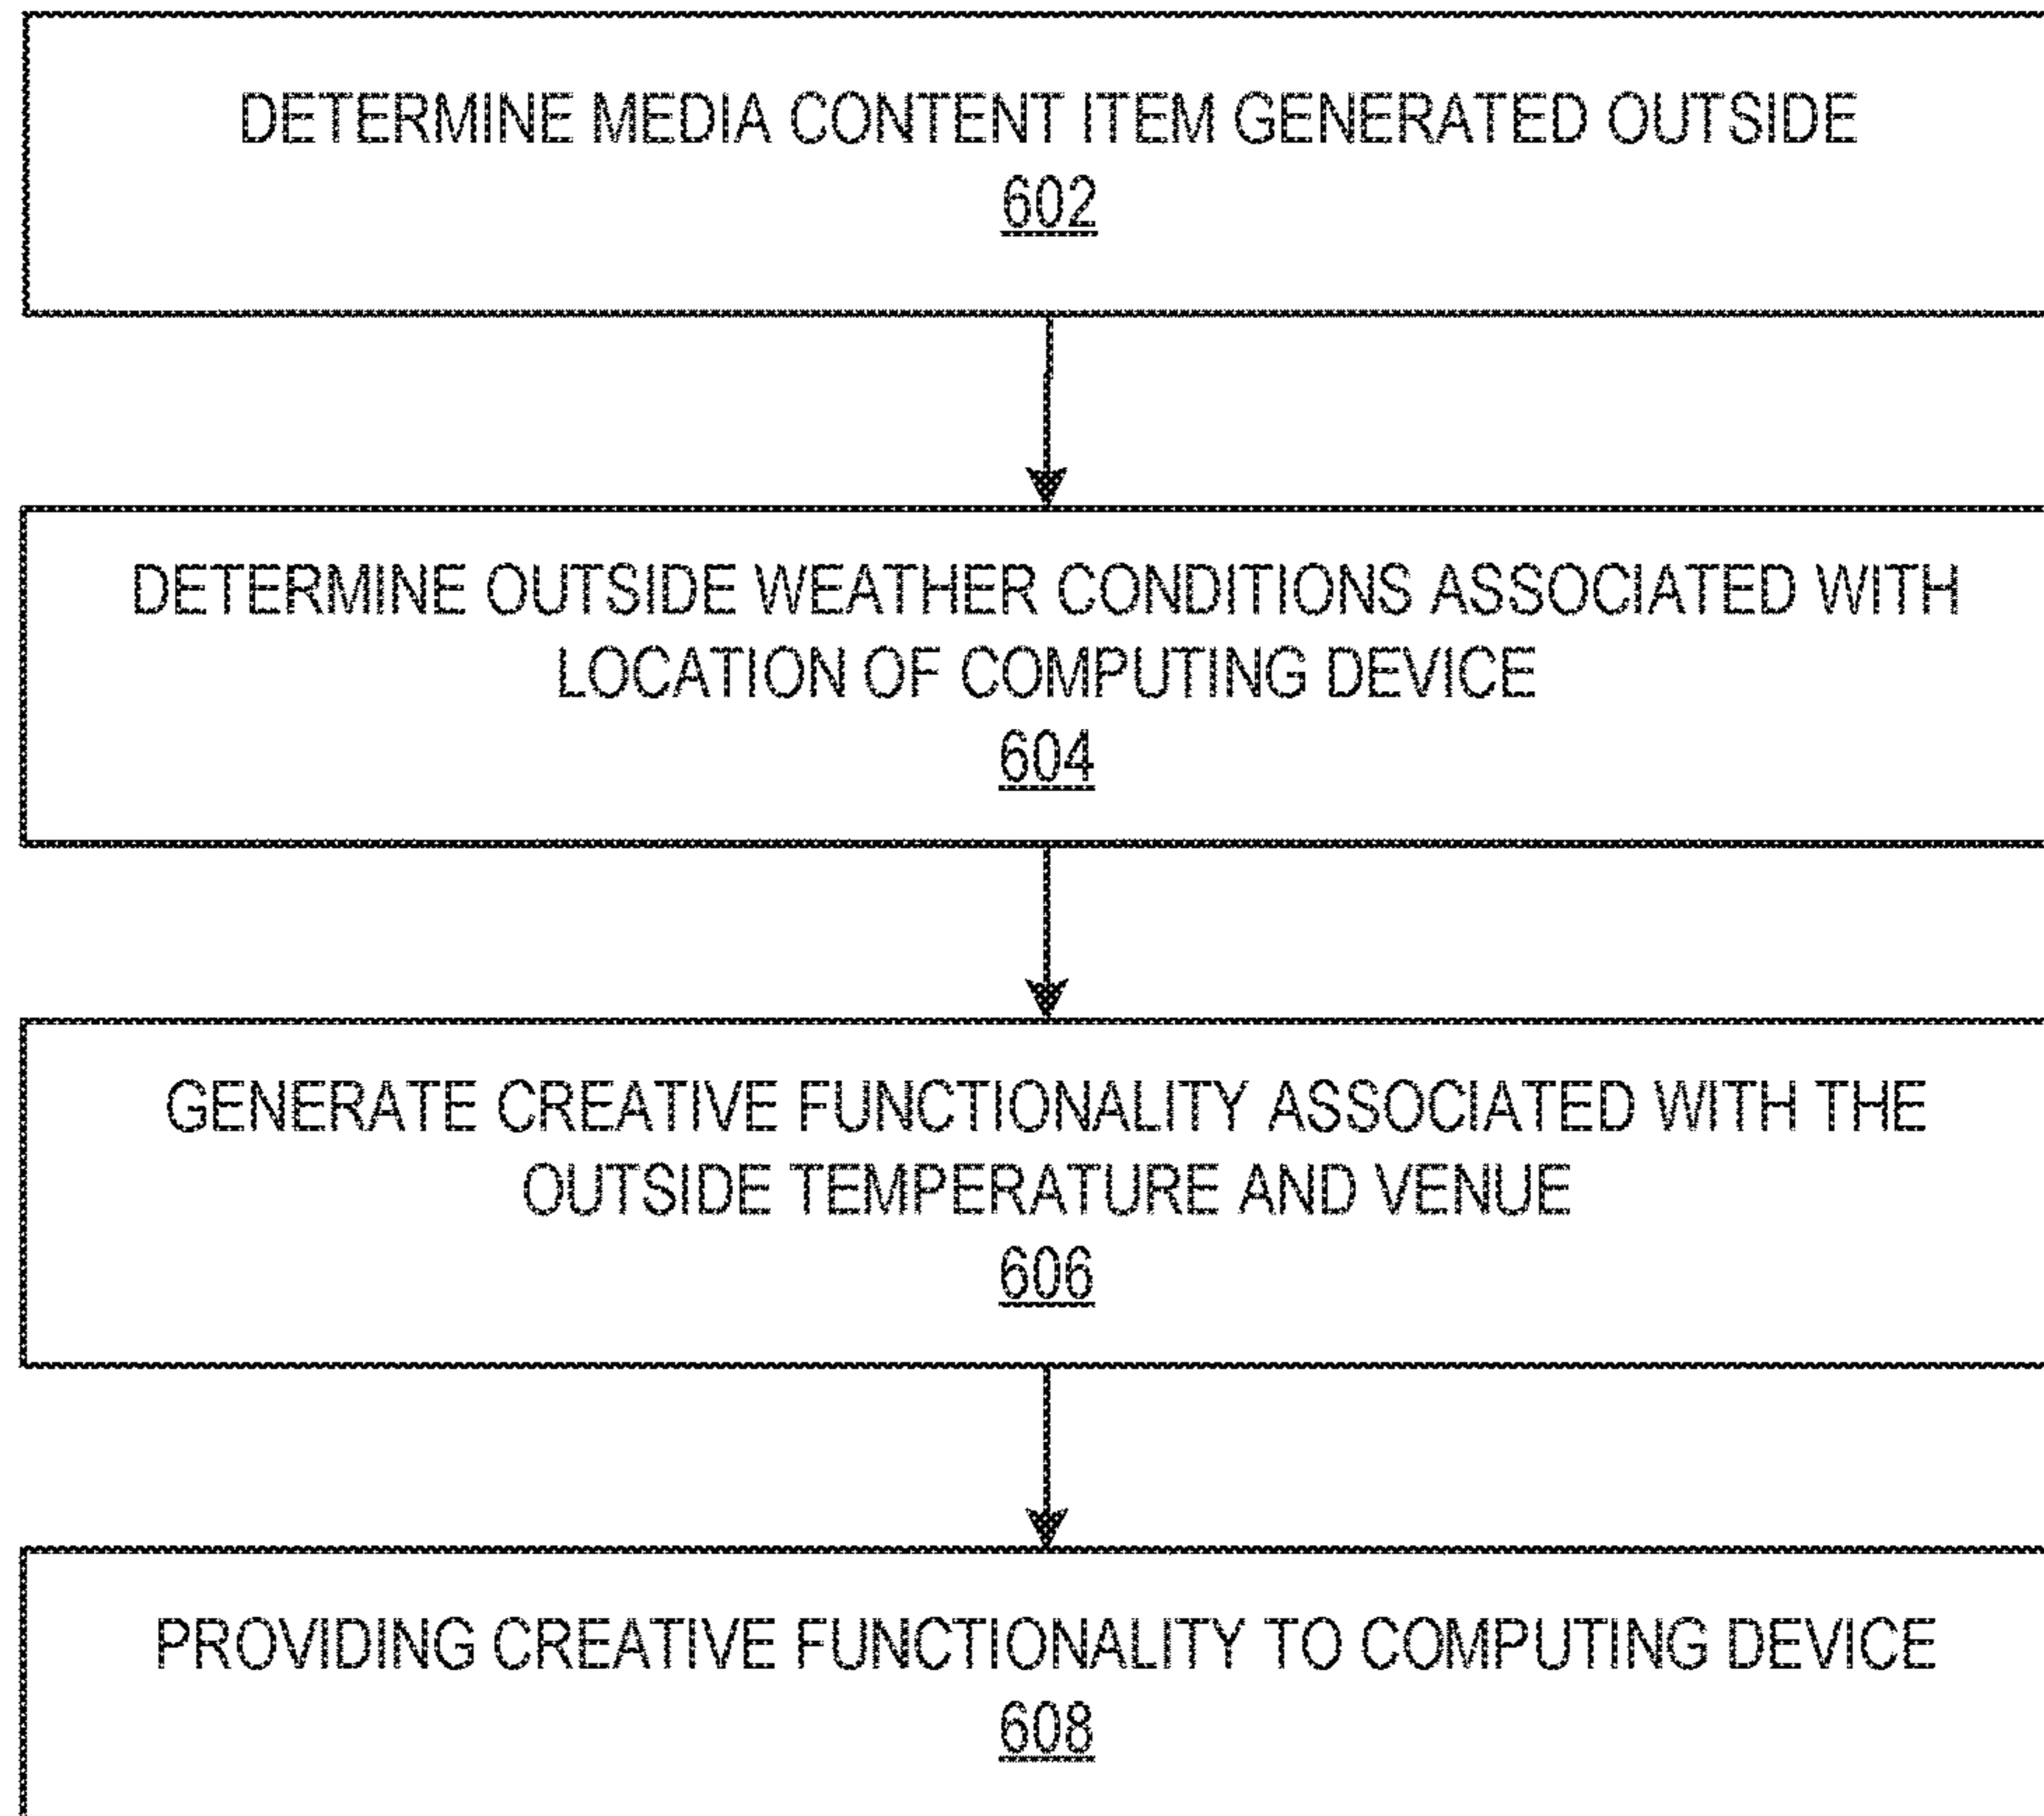 DETERMINE MEDIA CONTENT ITEM GENERATED OUTSIDE
602
DETERMINE OUTSIDE WEATHER CONDITIONS ASSOCIATED WITH
LOCATION OF COMPUTING DEVICE
604
GENERATE CREATIVE FUNCTIONALITY ASSOCIATED WITH THE
OUTSIDE TEMPERATURE AND VENUE
606
PROVIDING CREATIVE FUNCTIONALITY TO COMPUTING DEVICE
608